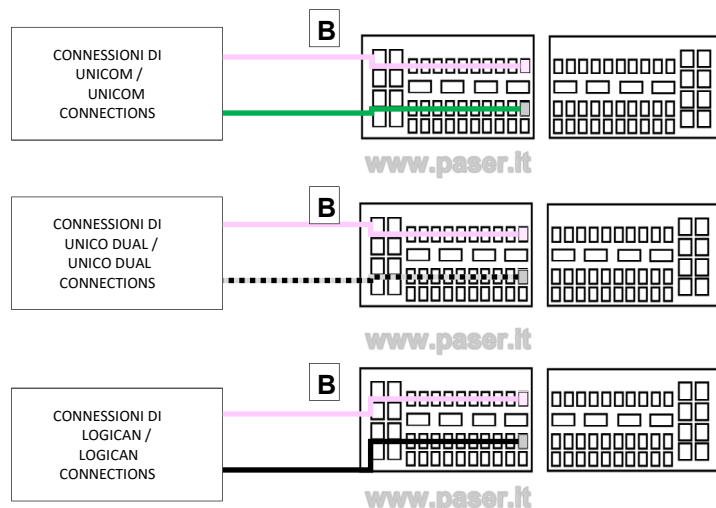 B
CONNESSIONI DI
UNICOM /
UNICOM
CONNECTIONS
www.paser.it
B
CONNESSIONI DI
UNICO DUAL /
UNICO DUAL
CONNECTIONS
www.paser.it
B
CONNESSIONI DI
LOGICAN /
LOGICAN
CONNECTIONS
www.paser.it